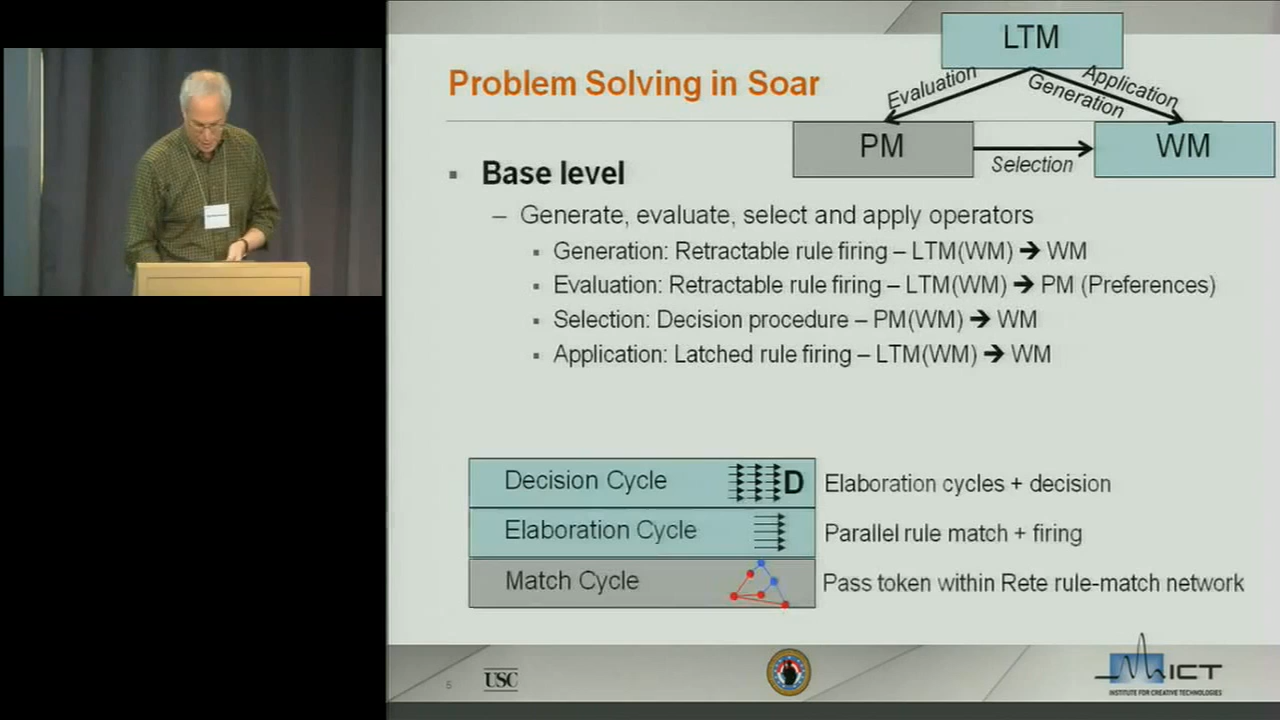 LTM
Problem Solving in Soar
Evaluation
Application
Generation
PM
WM
Selection
▪ Base level
– Generate, evaluate, select and apply operators
▪ Generation: Retractable rule firing – LTM(WM) → WM
▪ Evaluation: Retractable rule firing – LTM(WM) → PM (Preferences)
▪ Selection: Decision procedure – PM(WM) → WM
▪ Application: Latched rule firing – LTM(WM) → WM
Decision Cycle D Elaboration cycles + decision
Elaboration Cycle Parallel rule match + firing
Match Cycle Pass token within Rete rule-match network
5
USC
ICT
INSTITUTE FOR CREATIVE TECHNOLOGIES